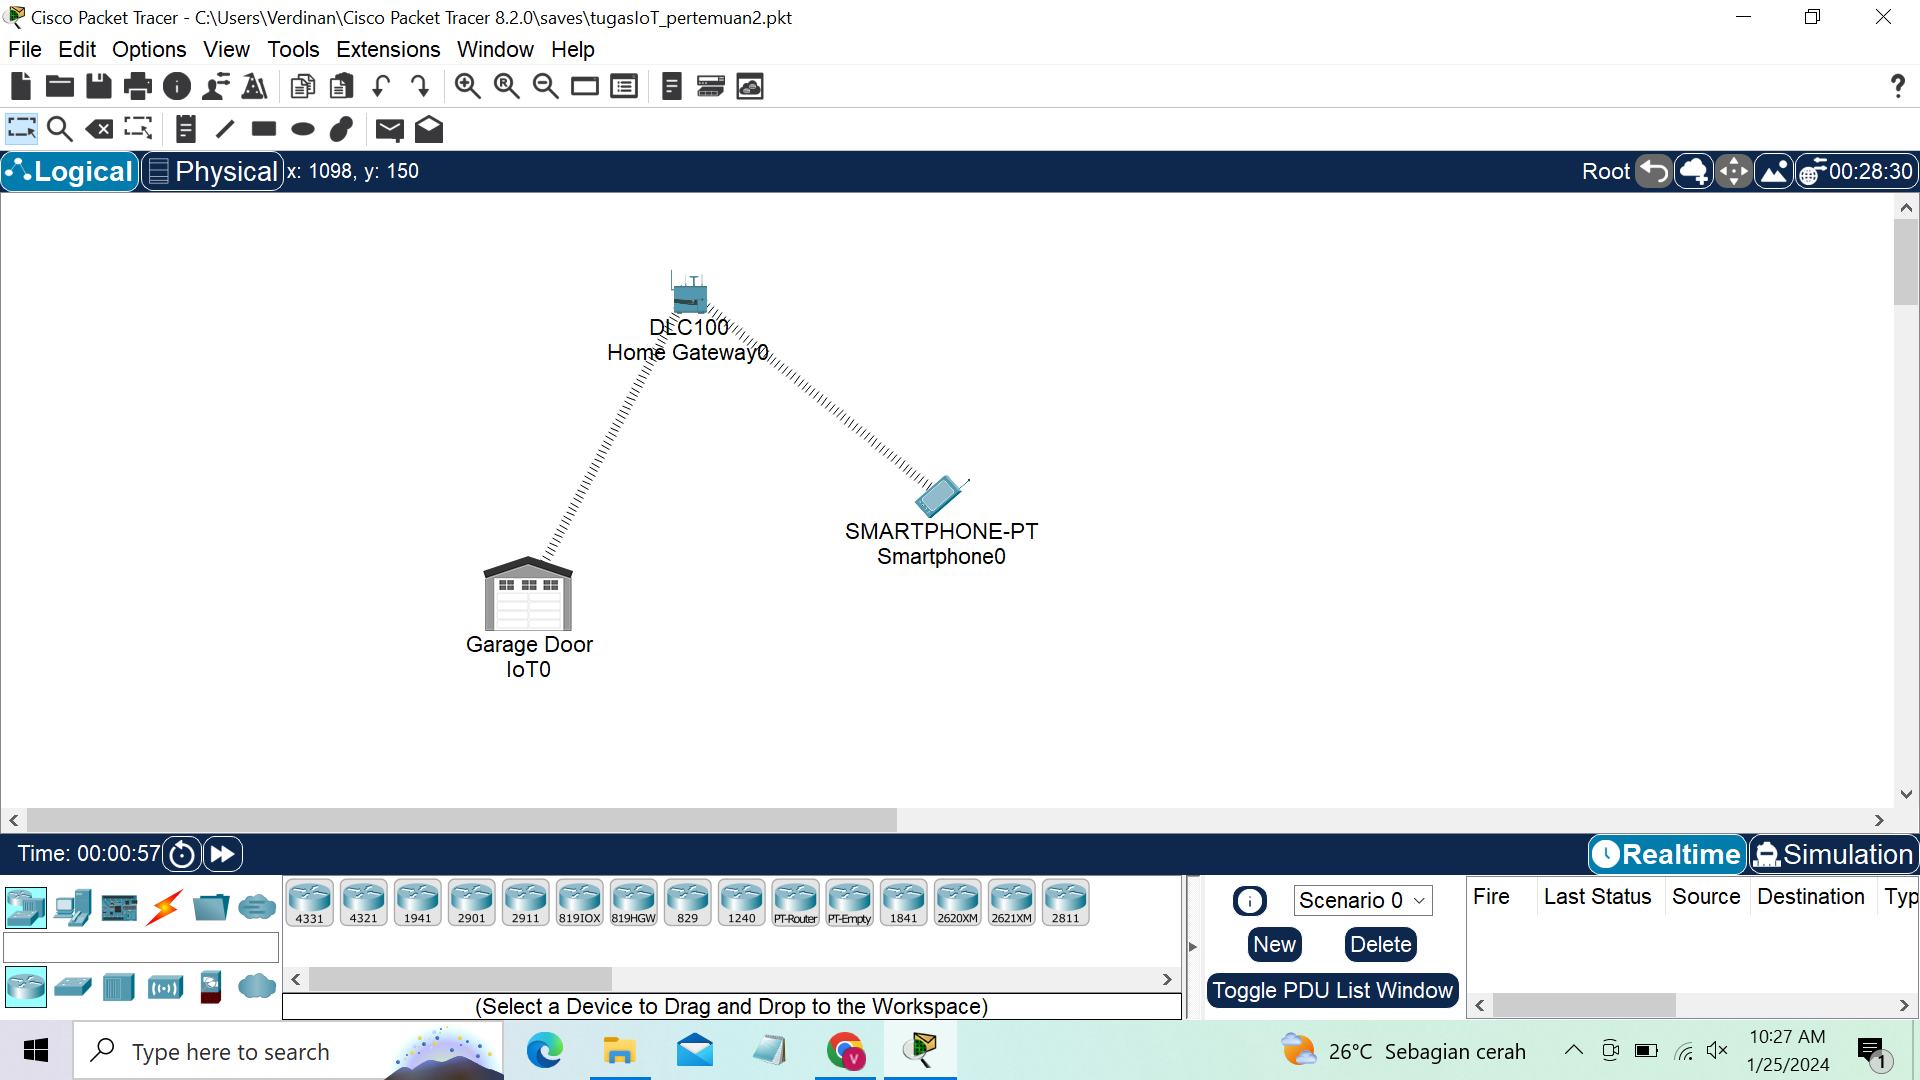 Cisco Packet Tracer - C:\Users\Verdinan\Cisco Packet Tracer 8.2.0\saves\tugasIoT_pertemuan2.pkt
File Edit Options View Tools Extensions Window Help
Logical Physical x: 1098, y: 150 Root 00:28:30
DLC100
Home Gateway0
SMARTPHONE-PT
Smartphone0
Garage Door
IoT0
Time: 00:00:57 Realtime Simulation
4331 4321 1941 2901 2911 819IOX 819HGW 829 1240 PT-Router PT-Empty 1841 2620XM 2621XM 2811
Scenario 0
Fire Last Status Source Destination Typ
New Delete
Toggle PDU List Window
(Select a Device to Drag and Drop to the Workspace)
Type here to search
26°C Sebagian cerah
10:27 AM
1/25/2024
1